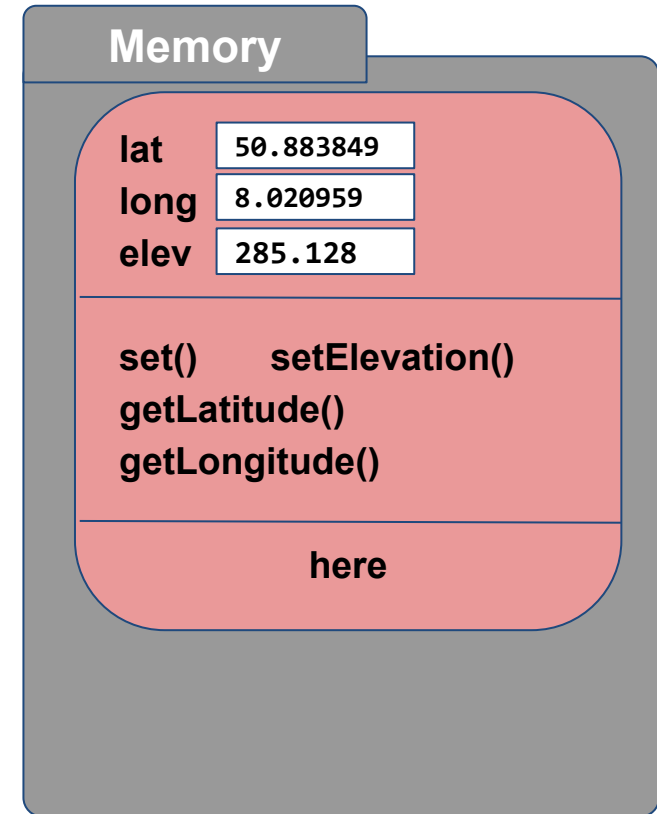 Memory
lat 50.883849
long 8.020959
elev 285.128
set() setElevation()
getLatitude()
getLongitude()
here